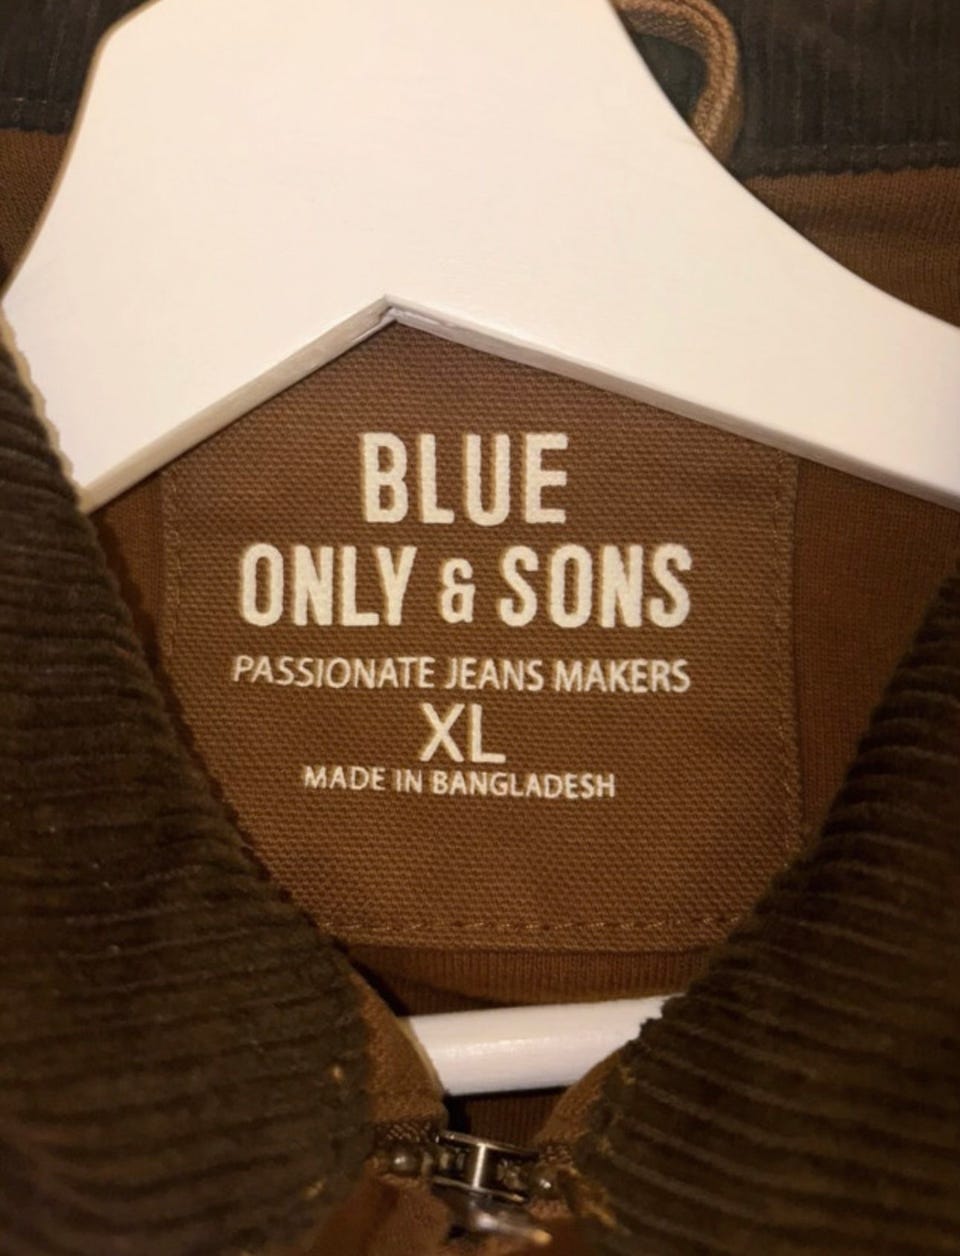 BLUE
ONLY & SONS
PASSIONATE JEANS MAKERS
XL
MADE IN BANGLADESH